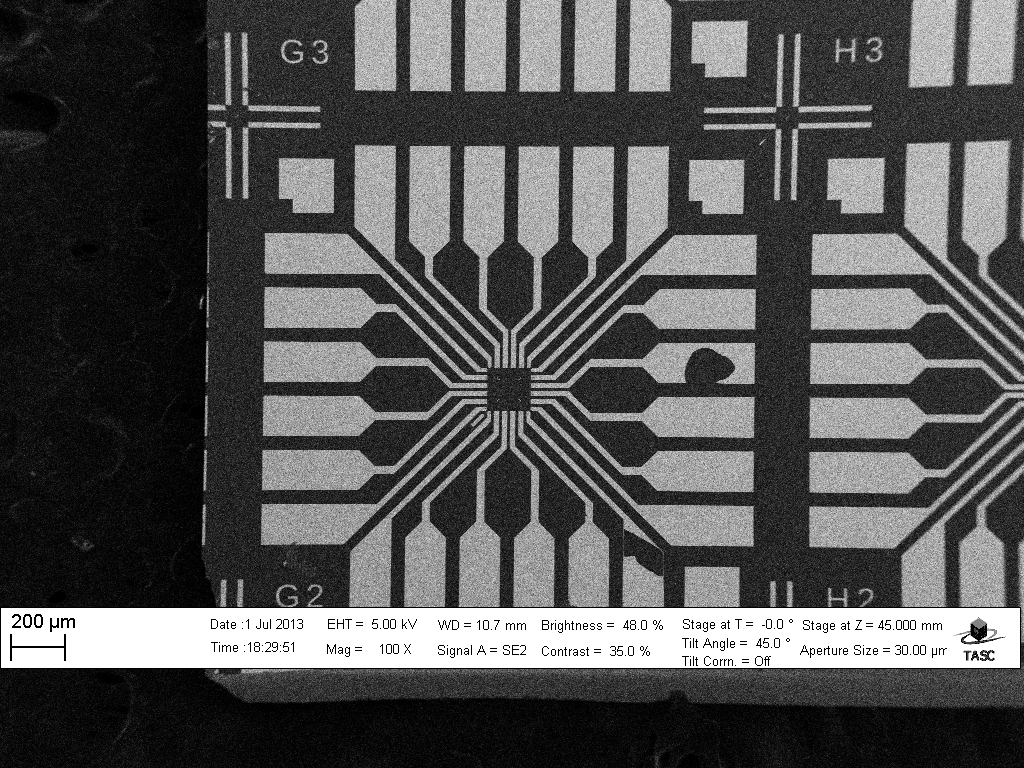 G3
H3
G2
H2
200 µm
Date :1 Jul 2013
Time :18:29:51
EHT = 5.00 kV
Mag = 100 X
WD = 10.7 mm
Signal A = SE2
Brightness = 48.0 %
Contrast = 35.0 %
Stage at T = -0.0 °
Tilt Angle = 45.0 °
Tilt Corrn. = Off
Stage at Z = 45.000 mm
Aperture Size = 30.00 µm
TASC